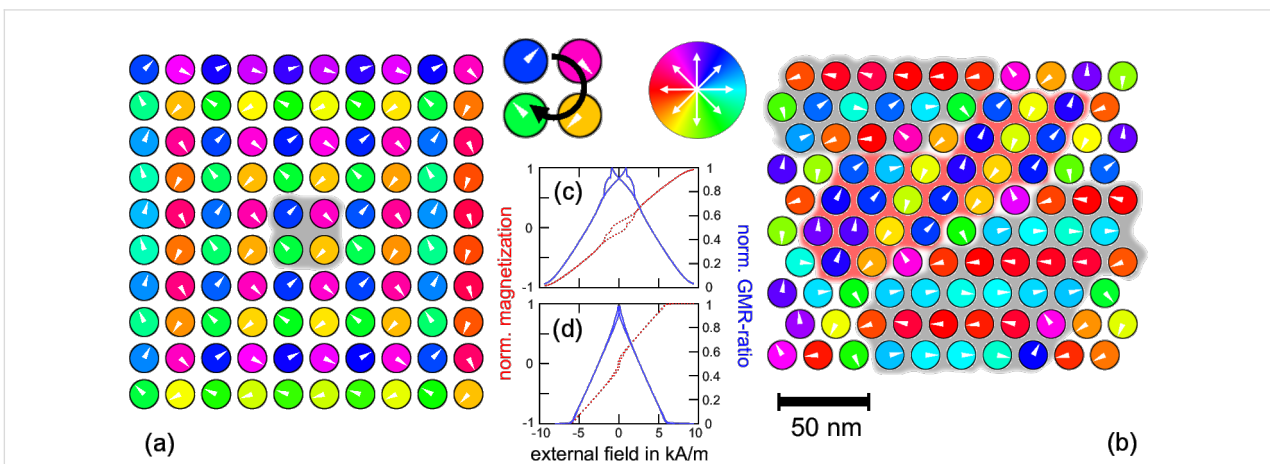 (a)
norm. magnetization
1
0
-1
(c)
1
0.8
0.6
0.4
0.2
0
1
0
-1
(d)
1
0.8
0.6
0.4
0.2
0
-10
-5
0
5
10
external field in kA/m
norm. GMR-ratio
50 nm
(b)